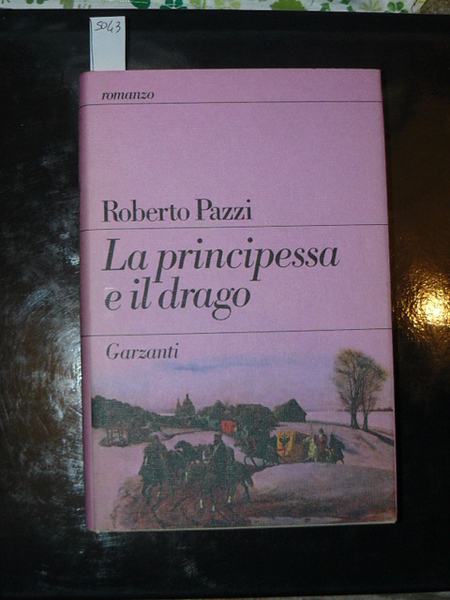 5043
romanzo
Roberto Pazzi
La principessa
e il drago
Garzanti